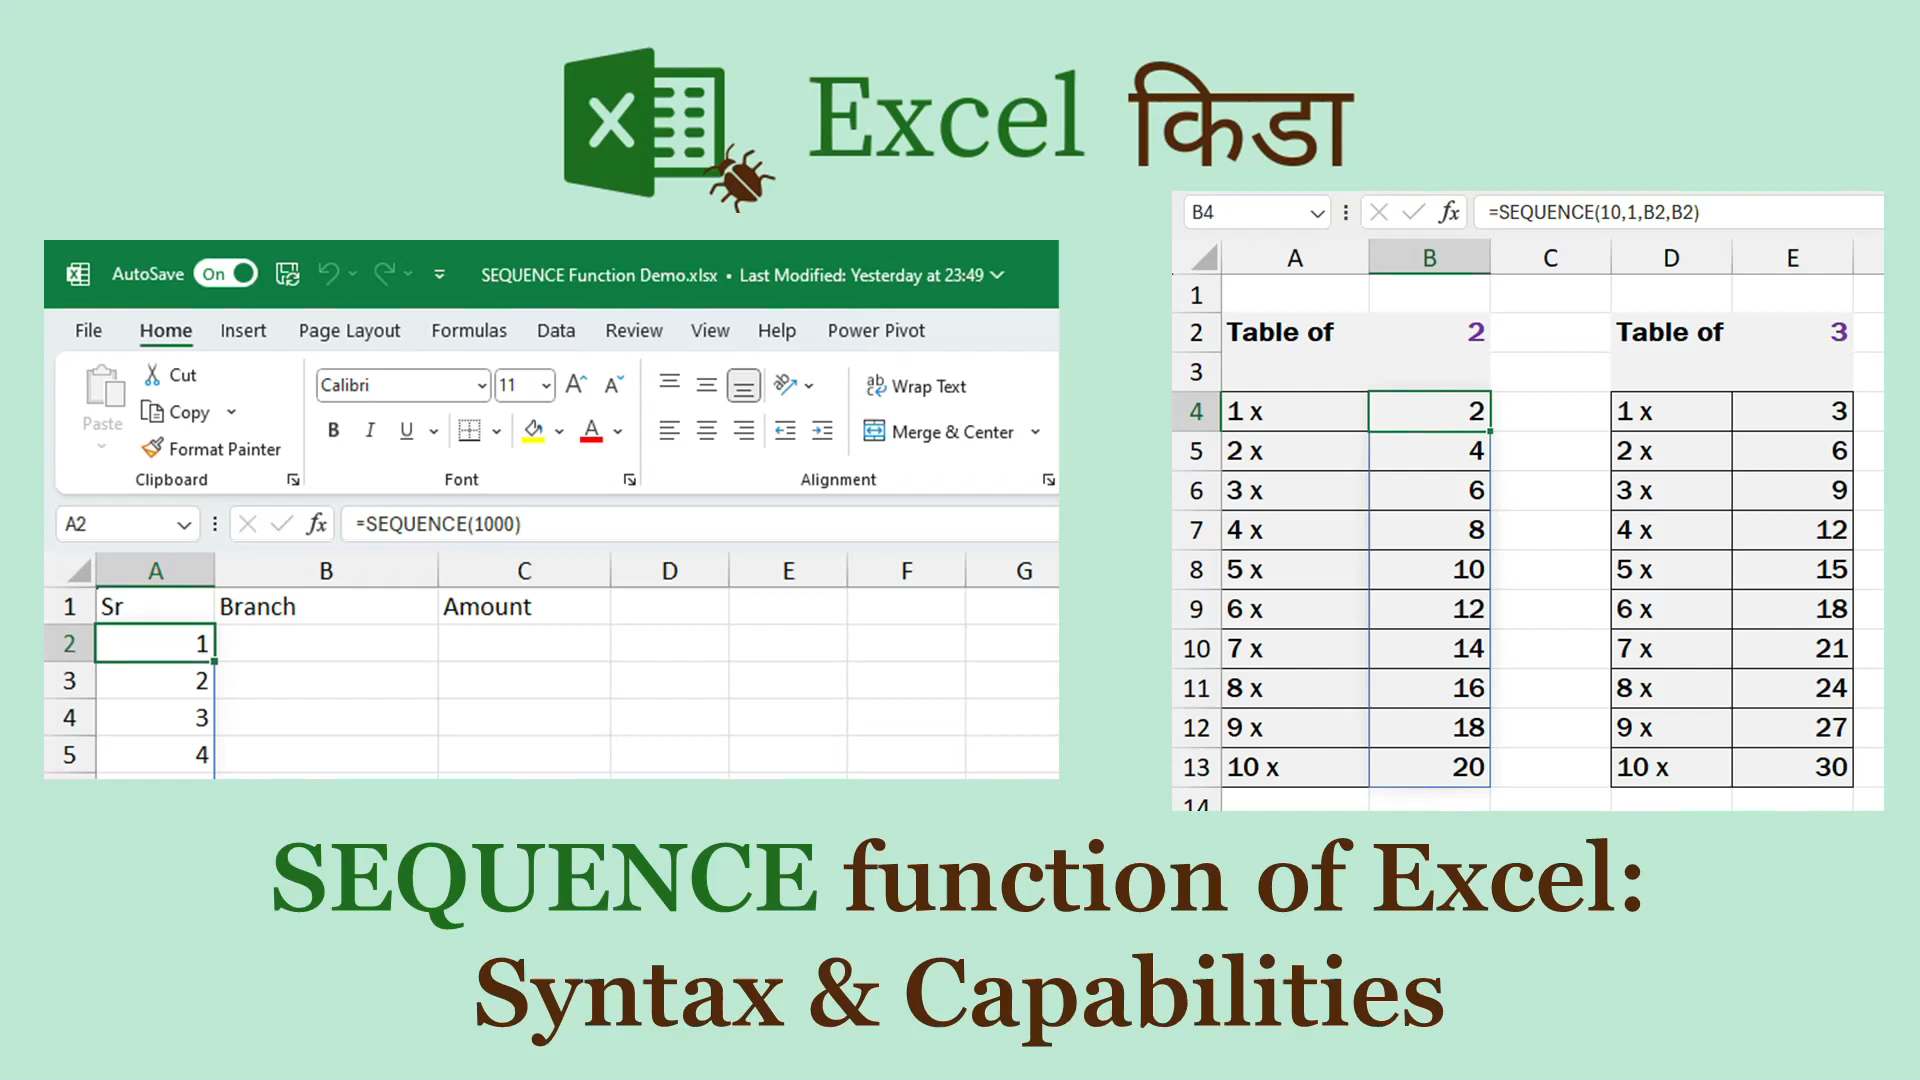 Excel किडा
AutoSave On SEQUENCE Function Demo.xlsx • Last Modified: Yesterday at 23:49
File Home Insert Page Layout Formulas Data Review View Help Power Pivot
Paste
Cut
Copy
Format Painter
Clipboard
Calibri 11 A A
B I U A
Font
ab Wrap Text
Merge & Center
Alignment
A2 fx =SEQUENCE(1000)
A B C D E F G
1 Sr Branch Amount
2 1
3 2
4 3
5 4
B4 fx =SEQUENCE(10,1,B2,B2)
A B C D E
1
2 Table of 2 Table of 3
3
4 1 x 2 1 x 3
5 2 x 4 2 x 6
6 3 x 6 3 x 9
7 4 x 8 4 x 12
8 5 x 10 5 x 15
9 6 x 12 6 x 18
10 7 x 14 7 x 21
11 8 x 16 8 x 24
12 9 x 18 9 x 27
13 10 x 20 10 x 30
14
SEQUENCE function of Excel:
Syntax & Capabilities